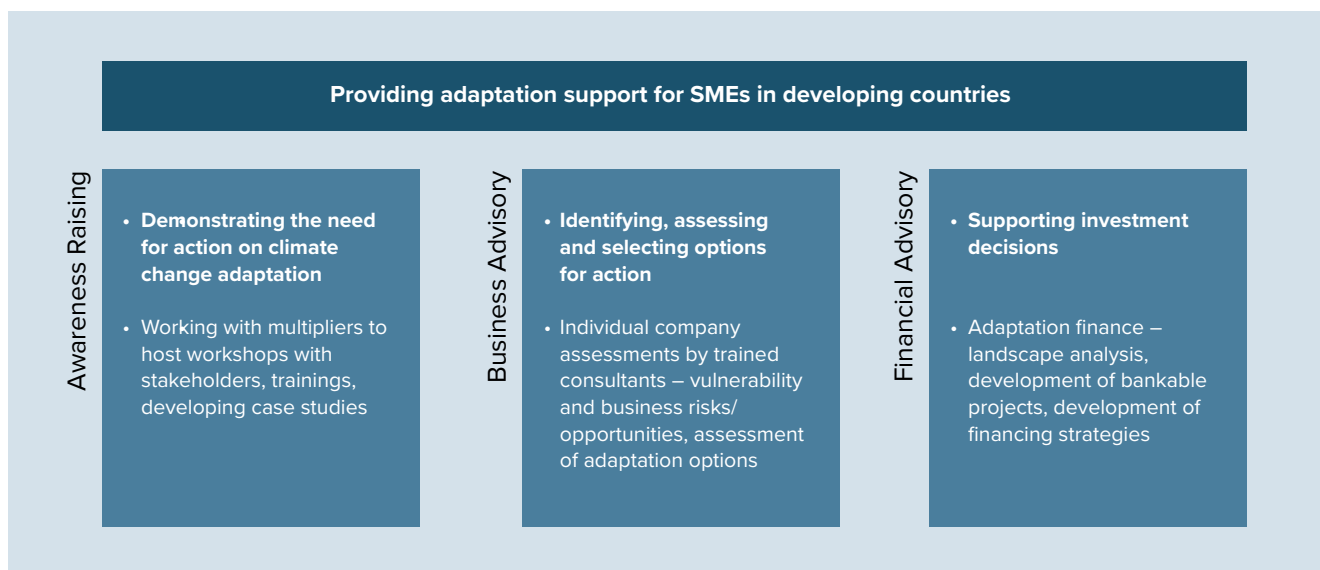 Providing adaptation support for SMEs in developing countries
Awareness Raising
• Demonstrating the need
for action on climate
change adaptation
• Working with multipliers to
host workshops with
stakeholders, trainings,
developing case studies
Business Advisory
• Identifying, assessing
and selecting options
for action
• Individual company
assessments by trained
consultants – vulnerability
and business risks/
opportunities, assessment
of adaptation options
Financial Advisory
• Supporting investment
decisions
• Adaptation finance –
landscape analysis,
development of bankable
projects, development of
financing strategies